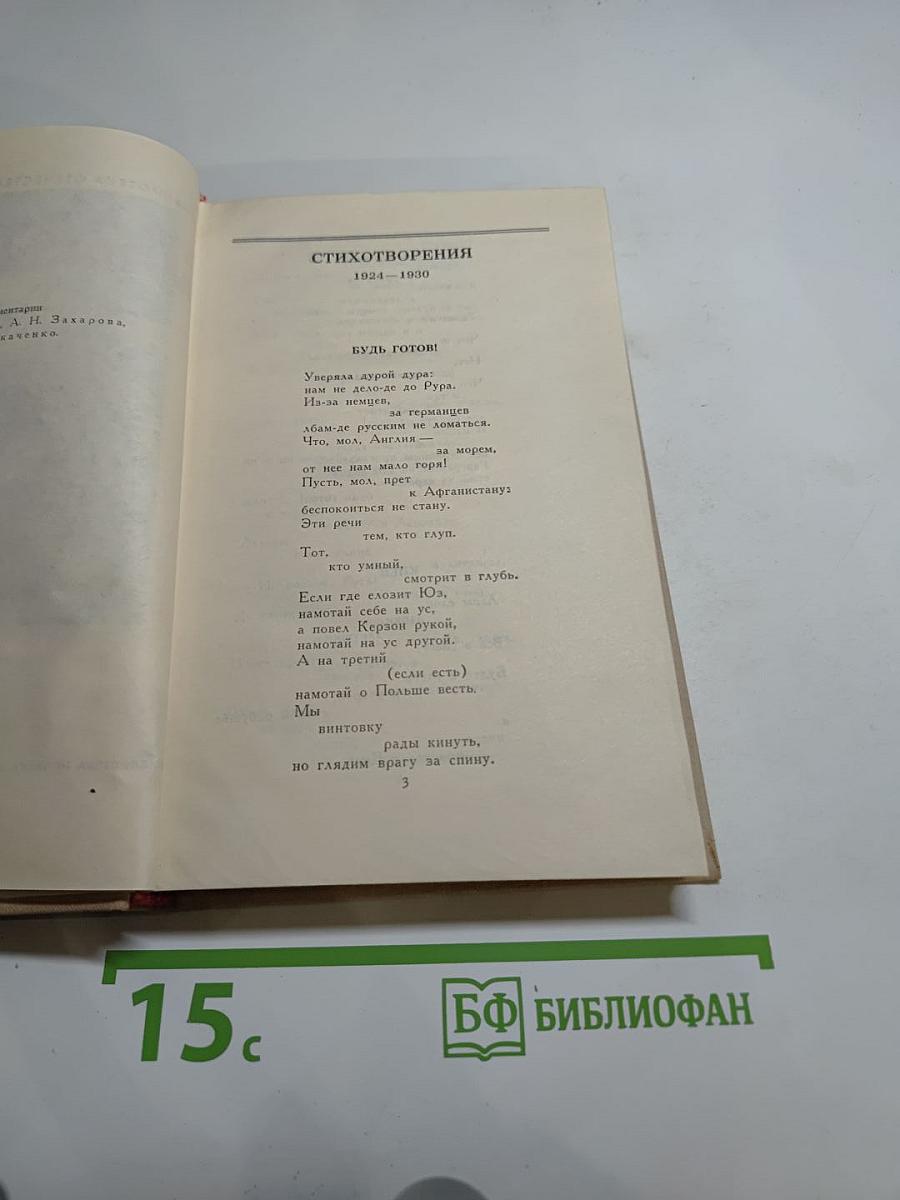 А. Н. Захарова,
СТИХОТВОРЕНИЯ
1924—1930
БУДЬ ГОТОВ!
Уверяла дурой дура:
нам не дело-де до Рура.
Из-за немцев,
за германцев
лбам-де русским не ломаться.
Что, мол, Англия —
за морем,
от нее нам мало горя!
Пусть, мол, прет
к Афганистану:
беспокоиться не стану.
Эти речи
тем, кто глуп.
Тот,
кто умный,
смотрит в глубь.
Если где елозит Юз,
намотай себе на ус,
а повел Керзон рукой,
намотай на ус другой.
А на третий
(если есть)
намотай о Польше весть.
Мы
винтовку
рады кинуть,
но глядим врагу за спину.
3
15 с
БФ БИБЛИОФАН